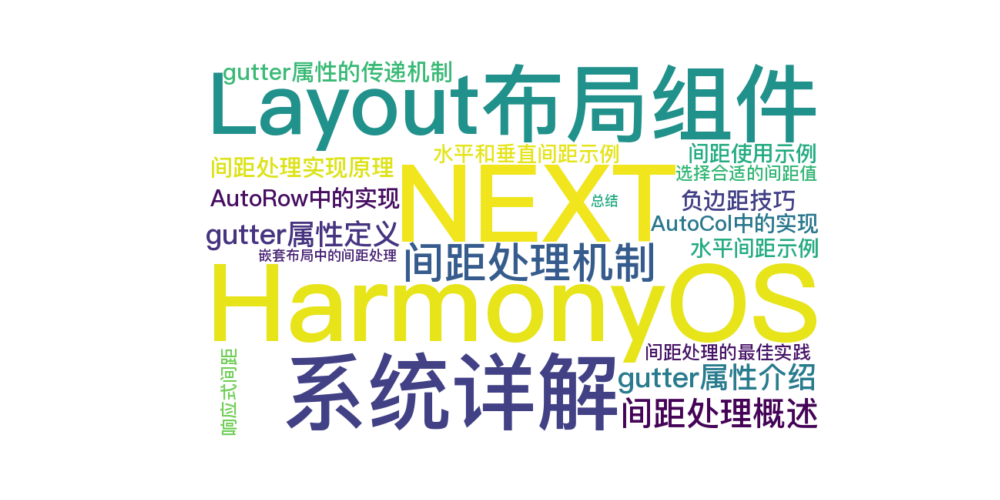 gutter属性的传递机制
Layout布局组件
水平和垂直间距示例
间距使用示例
间距处理实现原理
NEXT
选择合适的间距值
AutoRow中的实现
总结
负边距技巧
gutter属性定义
AutoCol中的实现
嵌套布局中的间距处理
间距处理机制
水平间距示例
HarmonyOS
响应式间距
系统详解
间距处理的最佳实践
gutter属性介绍
间距处理概述